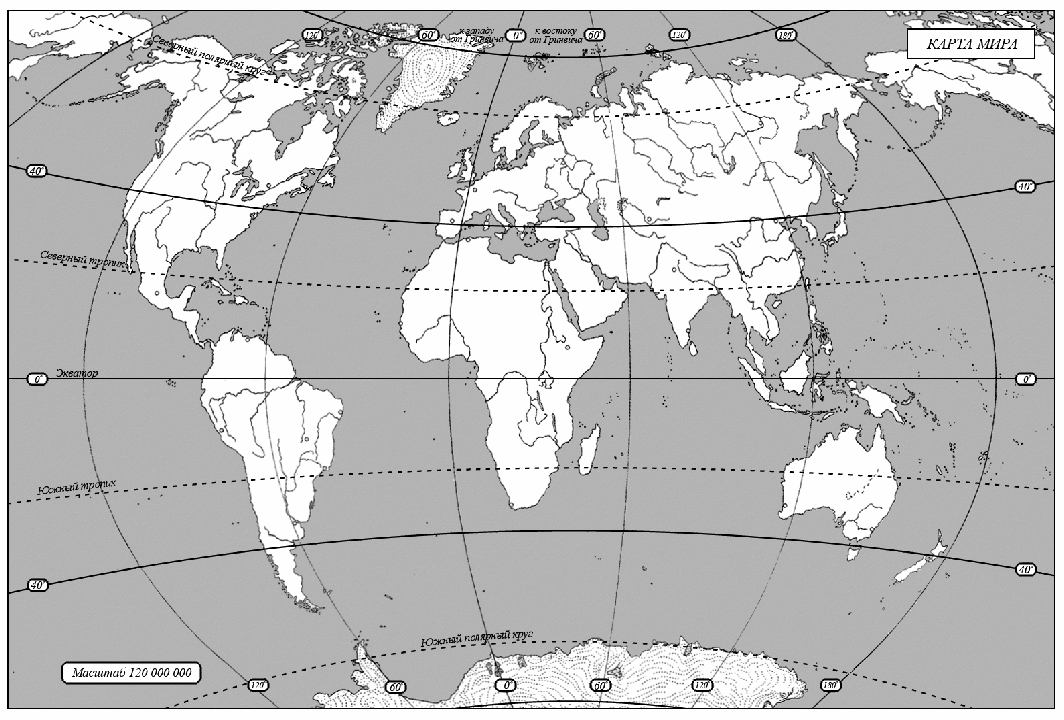 120°
60°
к западу
от Гринвича
0°
к востоку
от Гринвича
60°
120°
180°
КАРТА МИРА
Северный полярный круг
40°
40°
Северный тропик
0°
Экватор
0°
Южный тропик
40°
40°
Южный полярный круг
Масштаб 120 000 000
120°
60°
0°
60°
120°
180°